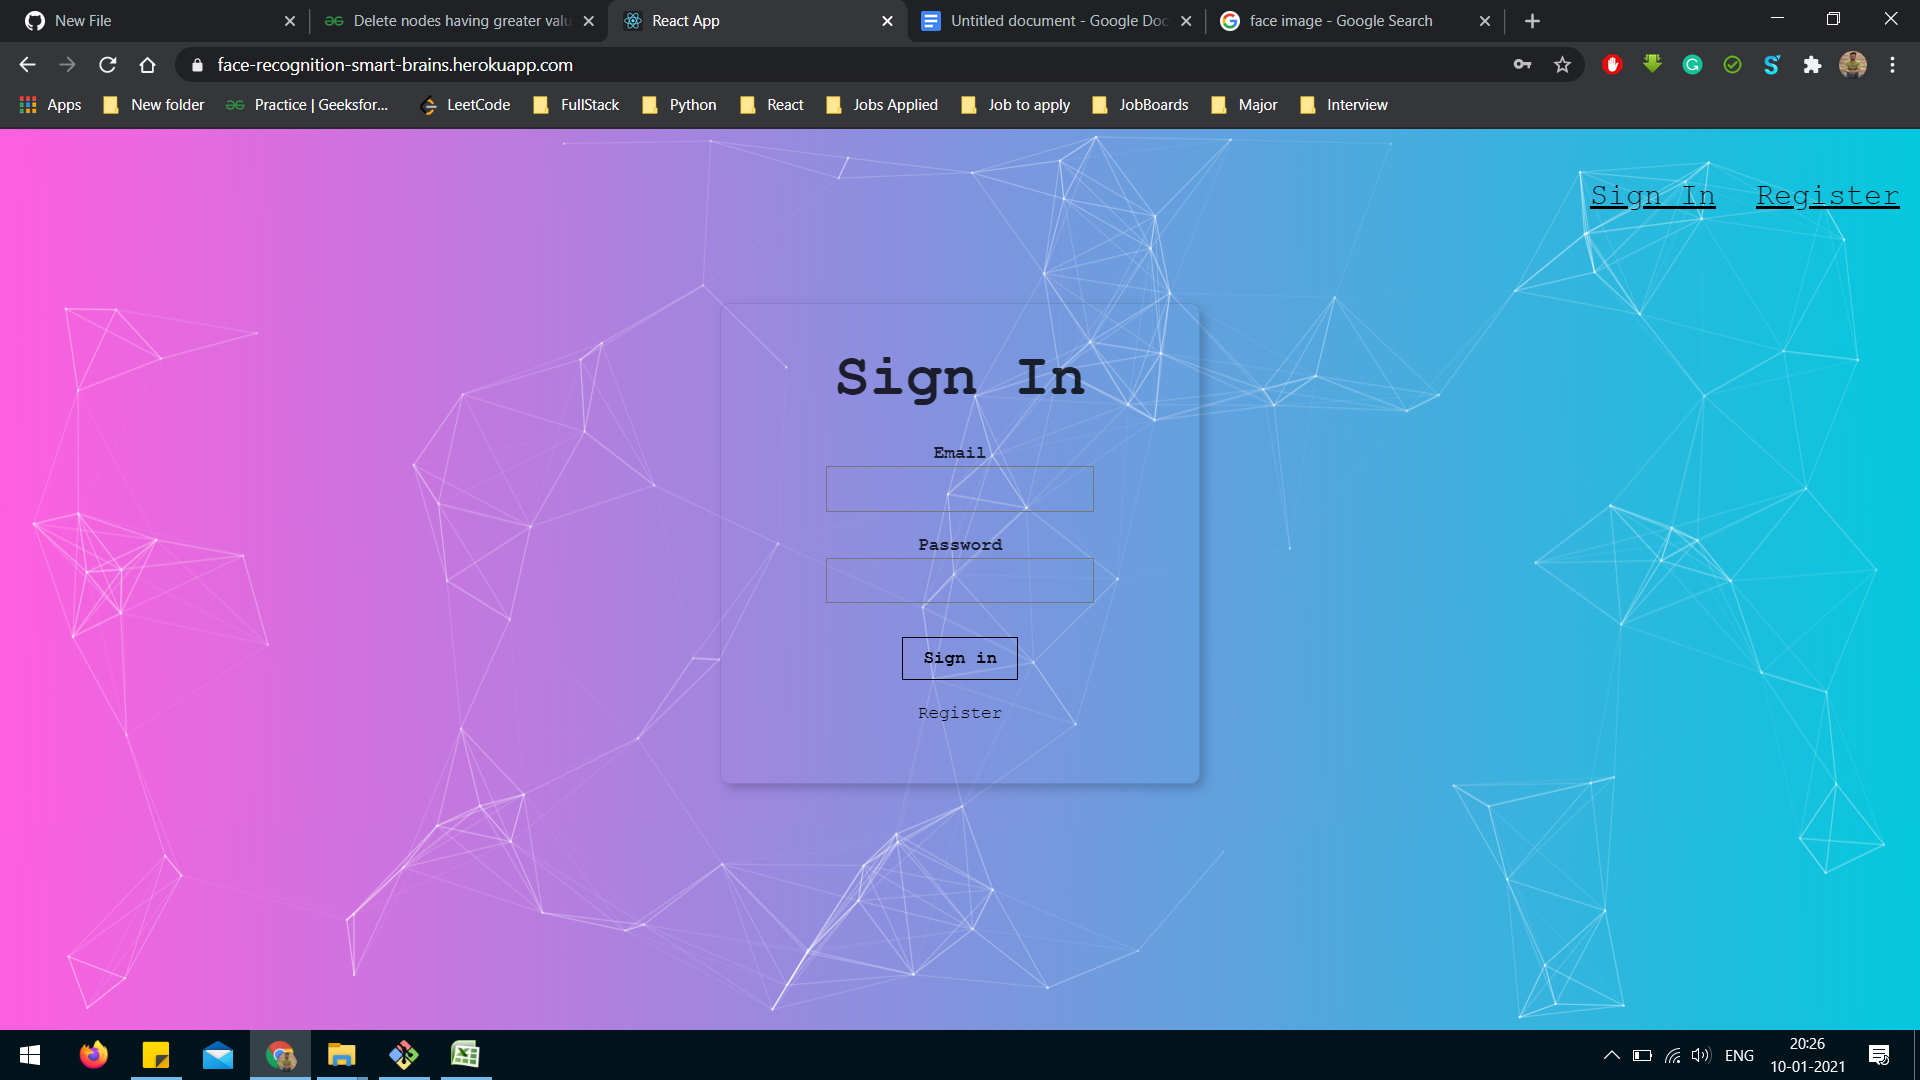 New File
Delete nodes having greater valu
React App
Untitled document - Google Doc
face image - Google Search
face-recognition-smart-brains.herokuapp.com
Apps
New folder
Practice | Geeksfor...
LeetCode
FullStack
Python
React
Jobs Applied
Job to apply
JobBoards
Major
Interview
Sign In Register
Sign In
Email
Password
Sign in
Register
ENG
20:26
10-01-2021